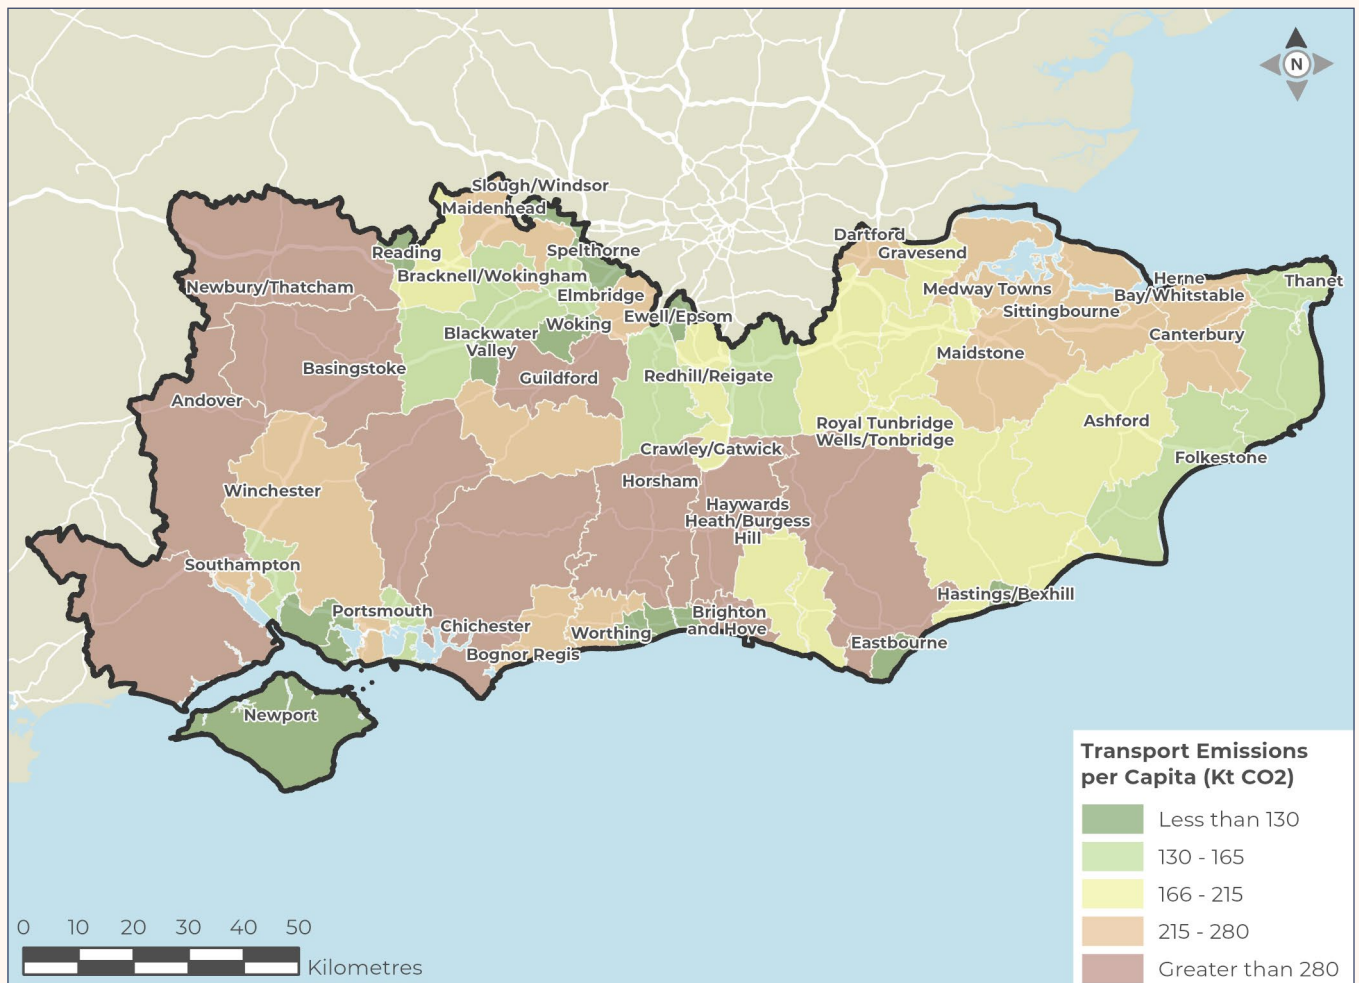 N
Slough/Windsor
Maidenhead
Dartford
Reading
Spelthorne
Gravesend
Bracknell/Wokingham
Herne
Bay/Whitstable
Thanet
Newbury/Thatcham
Elmbridge
Medway Towns
Sittingbourne
Ewell/Epsom
Woking
Blackwater
Valley
Canterbury
Maidstone
Basingstoke
Guildford
Redhill/Reigate
Andover
Royal Tunbridge
Wells/Tonbridge
Ashford
Crawley/Gatwick
Folkestone
Horsham
Winchester
Haywards
Heath/Burgess
Hill
Southampton
Hastings/Bexhill
Portsmouth
Chichester
Brighton
and Hove
Worthing
Eastbourne
Bognor Regis
Newport
Transport Emissions
per Capita (Kt CO2)
Less than 130
130 - 165
166 - 215
215 - 280
Greater than 280
0 10 20 30 40 50
Kilometres